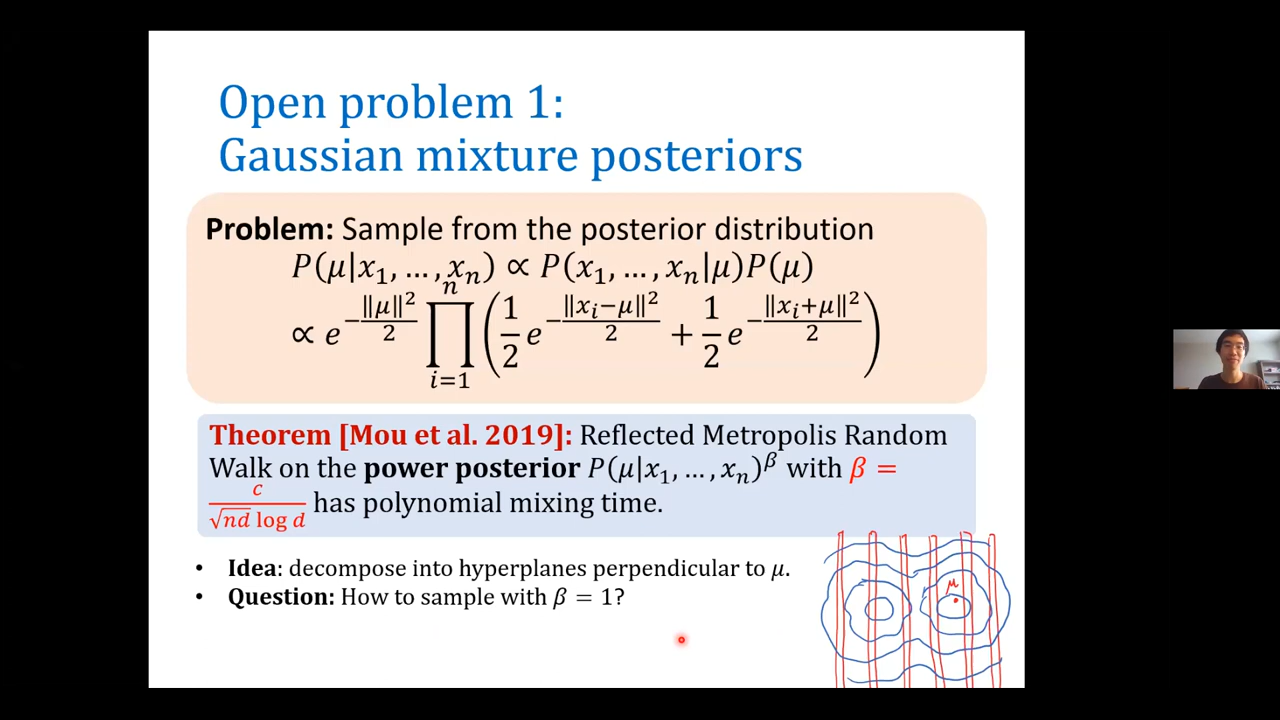 Open problem 1:
Gaussian mixture posteriors
Problem: Sample from the posterior distribution
P(μ|x₁, …, xₙ) ∝ P(x₁, …, xₙ|μ)P(μ)
∝ e^{-‖μ‖²/2} ∏_{i=1}^{n} (1/2 e^{-‖xᵢ−μ‖²/2} + 1/2 e^{-‖xᵢ+μ‖²/2})
Theorem [Mou et al. 2019]: Reflected Metropolis Random
Walk on the power posterior P(μ|x₁, …, xₙ)^β with β =
c/(√nd log d) has polynomial mixing time.
• Idea: decompose into hyperplanes perpendicular to μ.
• Question: How to sample with β = 1?
μ